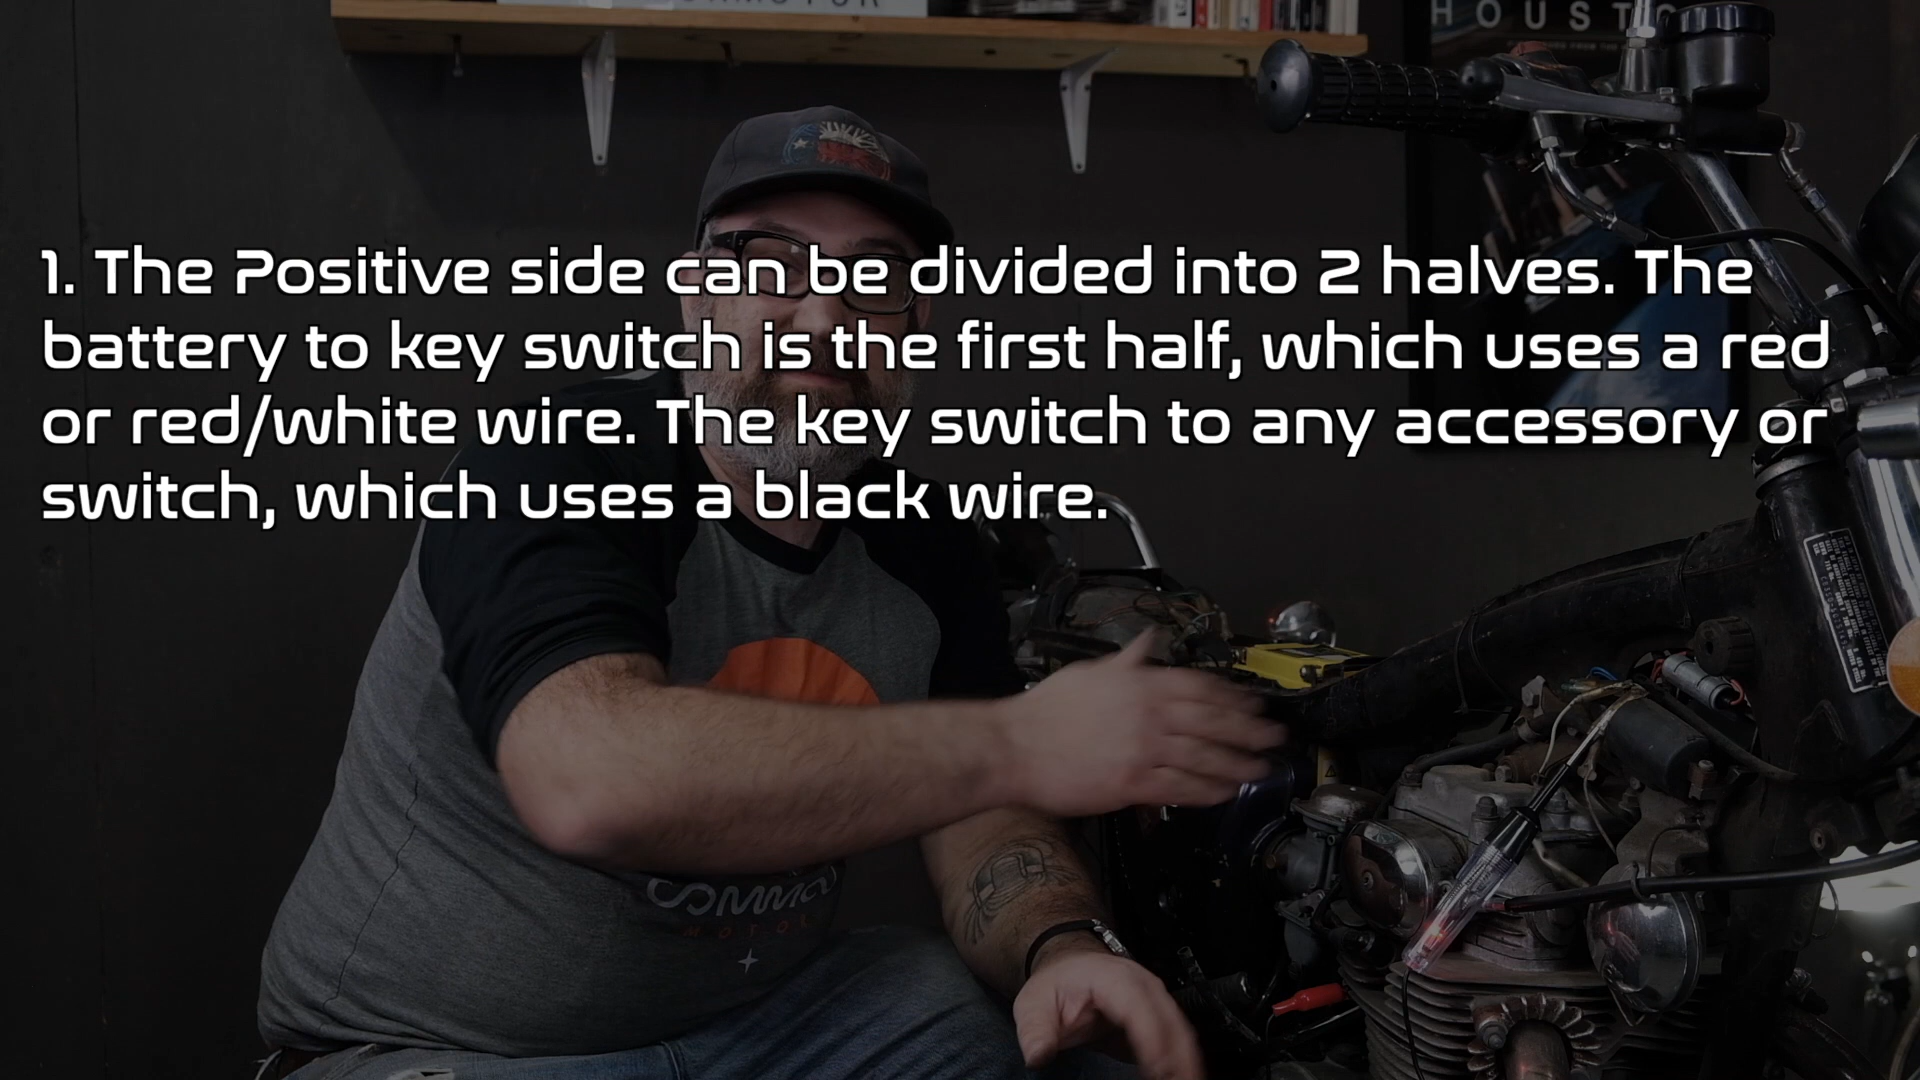 HOUSTO
1. The Positive side can be divided into 2 halves. The
battery to key switch is the first half, which uses a red
or red/white wire. The key switch to any accessory or
switch, which uses a black wire.
MOTOR